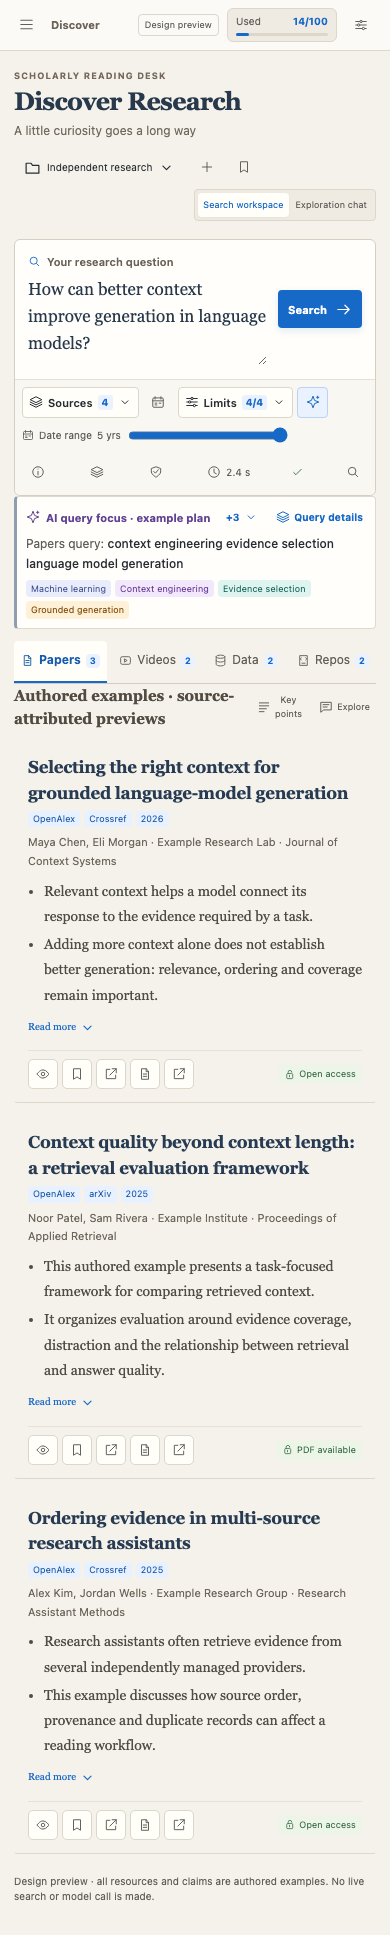 Discover
Design preview
Used 14/100
SCHOLARLY READING DESK
Discover Research
A little curiosity goes a long way
Independent research
Search workspace
Exploration chat
Your research question
How can better context
improve generation in language
models?
Search
Sources 4
Limits 4/4
Date range 5 yrs
2.4 s
AI query focus · example plan
+3
Query details
Papers query: context engineering evidence selection
language model generation
Machine learning
Context engineering
Evidence selection
Grounded generation
Papers 3
Videos 2
Data 2
Repos 2
Authored examples · source-
attributed previews
Key
points
Explore
Selecting the right context for
grounded language-model generation
OpenAlex Crossref 2026
Maya Chen, Eli Morgan · Example Research Lab · Journal of
Context Systems
• Relevant context helps a model connect its
response to the evidence required by a task.
• Adding more context alone does not establish
better generation: relevance, ordering and coverage
remain important.
Read more
Open access
Context quality beyond context length:
a retrieval evaluation framework
OpenAlex arXiv 2025
Noor Patel, Sam Rivera · Example Institute · Proceedings of
Applied Retrieval
• This authored example presents a task-focused
framework for comparing retrieved context.
• It organizes evaluation around evidence coverage,
distraction and the relationship between retrieval
and answer quality.
Read more
PDF available
Ordering evidence in multi-source
research assistants
OpenAlex Crossref 2025
Alex Kim, Jordan Wells · Example Research Group · Research
Assistant Methods
• Research assistants often retrieve evidence from
several independently managed providers.
• This example discusses how source order,
provenance and duplicate records can affect a
reading workflow.
Read more
Open access
Design preview · all resources and claims are authored examples. No live
search or model call is made.